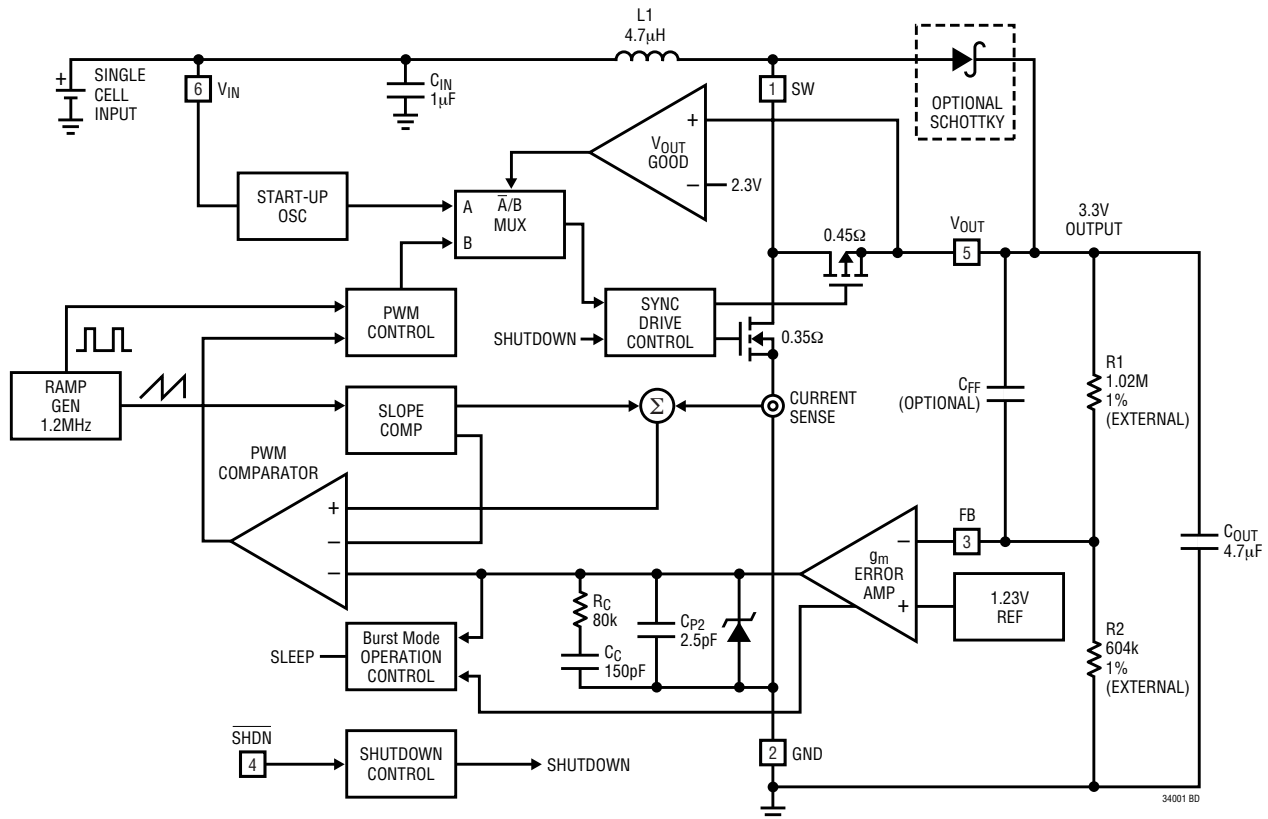 L1
4.7µH
+
SINGLE
CELL
INPUT
6
VIN
CIN
1µF
1
SW
OPTIONAL
SCHOTTKY
VOUT
GOOD
+
–
2.3V
START-UP
OSC
A
B
A̅/B
MUX
0.45Ω
VOUT
5
3.3V
OUTPUT
PWM
CONTROL
SHUTDOWN
SYNC
DRIVE
CONTROL
0.35Ω
RAMP
GEN
1.2MHz
SLOPE
COMP
Σ
CURRENT
SENSE
CFF
(OPTIONAL)
R1
1.02M
1%
(EXTERNAL)
PWM
COMPARATOR
+
–
–
FB
3
–
+
gm
ERROR
AMP
1.23V
REF
COUT
4.7µF
RC
80k
CC
150pF
CP2
2.5pF
R2
604k
1%
(EXTERNAL)
SLEEP
Burst Mode
OPERATION
CONTROL
S̅H̅D̅N̅
4
SHUTDOWN
CONTROL
SHUTDOWN
2
GND
34001 BD